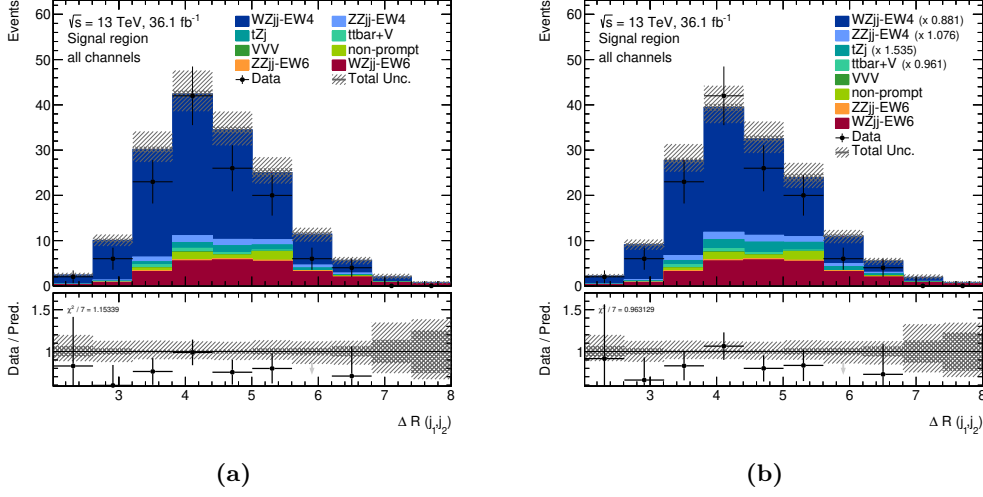 Events
60
50
40
30
20
10
0
√s = 13 TeV, 36.1 fb⁻¹
Signal region
all channels
WZjj-EW4
ZZjj-EW4
tZj
ttbar+V
VVV
non-prompt
ZZjj-EW6
WZjj-EW6
Data
Total Unc.
Data / Pred.
1.5
1
χ² / 7 = 1.15339
3 4 5 6 7 8
Δ R (j₁,j₂)
(a)
Events
60
50
40
30
20
10
0
√s = 13 TeV, 36.1 fb⁻¹
Signal region
all channels
WZjj-EW4 (x 0.881)
ZZjj-EW4 (x 1.076)
tZj (x 1.535)
ttbar+V (x 0.961)
VVV
non-prompt
ZZjj-EW6
WZjj-EW6
Data
Total Unc.
Data / Pred.
1.5
1
χ² / 7 = 0.963129
3 4 5 6 7 8
Δ R (j₁,j₂)
(b)